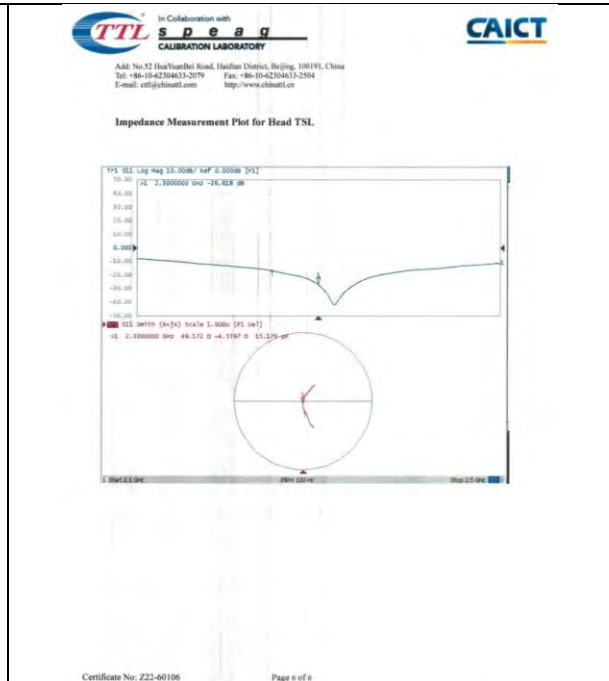 TTL
In Collaboration with
s p e a g
CALIBRATION LABORATORY
CAICT
Add: No.52 HuaYuanBei Road, Haidian District, Beijing, 100191, China
Tel: +86-10-62304633-2079 Fax: +86-10-62304633-2504
E-mail: cttl@chinattl.com http://www.chinattl.cn
Impedance Measurement Plot for Head TSL
Tr1 S11 Log Mag 10.00dB/ Ref 0.000dB [F1]
50.00
>1 2.3000000 GHz -26.618 dB
40.00
30.00
20.00
10.00
0.000
-10.00
-20.00
-30.00
-40.00
-50.00
S11 Smith (R+jX) Scale 1.000U [F1 Del]
>1 2.3000000 GHz 49.172 Ω -4.5597 Ω 15.176 pF
1 Start 2.1 GHz IFBW 100 Hz Stop 2.5 GHz
Certificate No: Z22-60106 Page 6 of 6